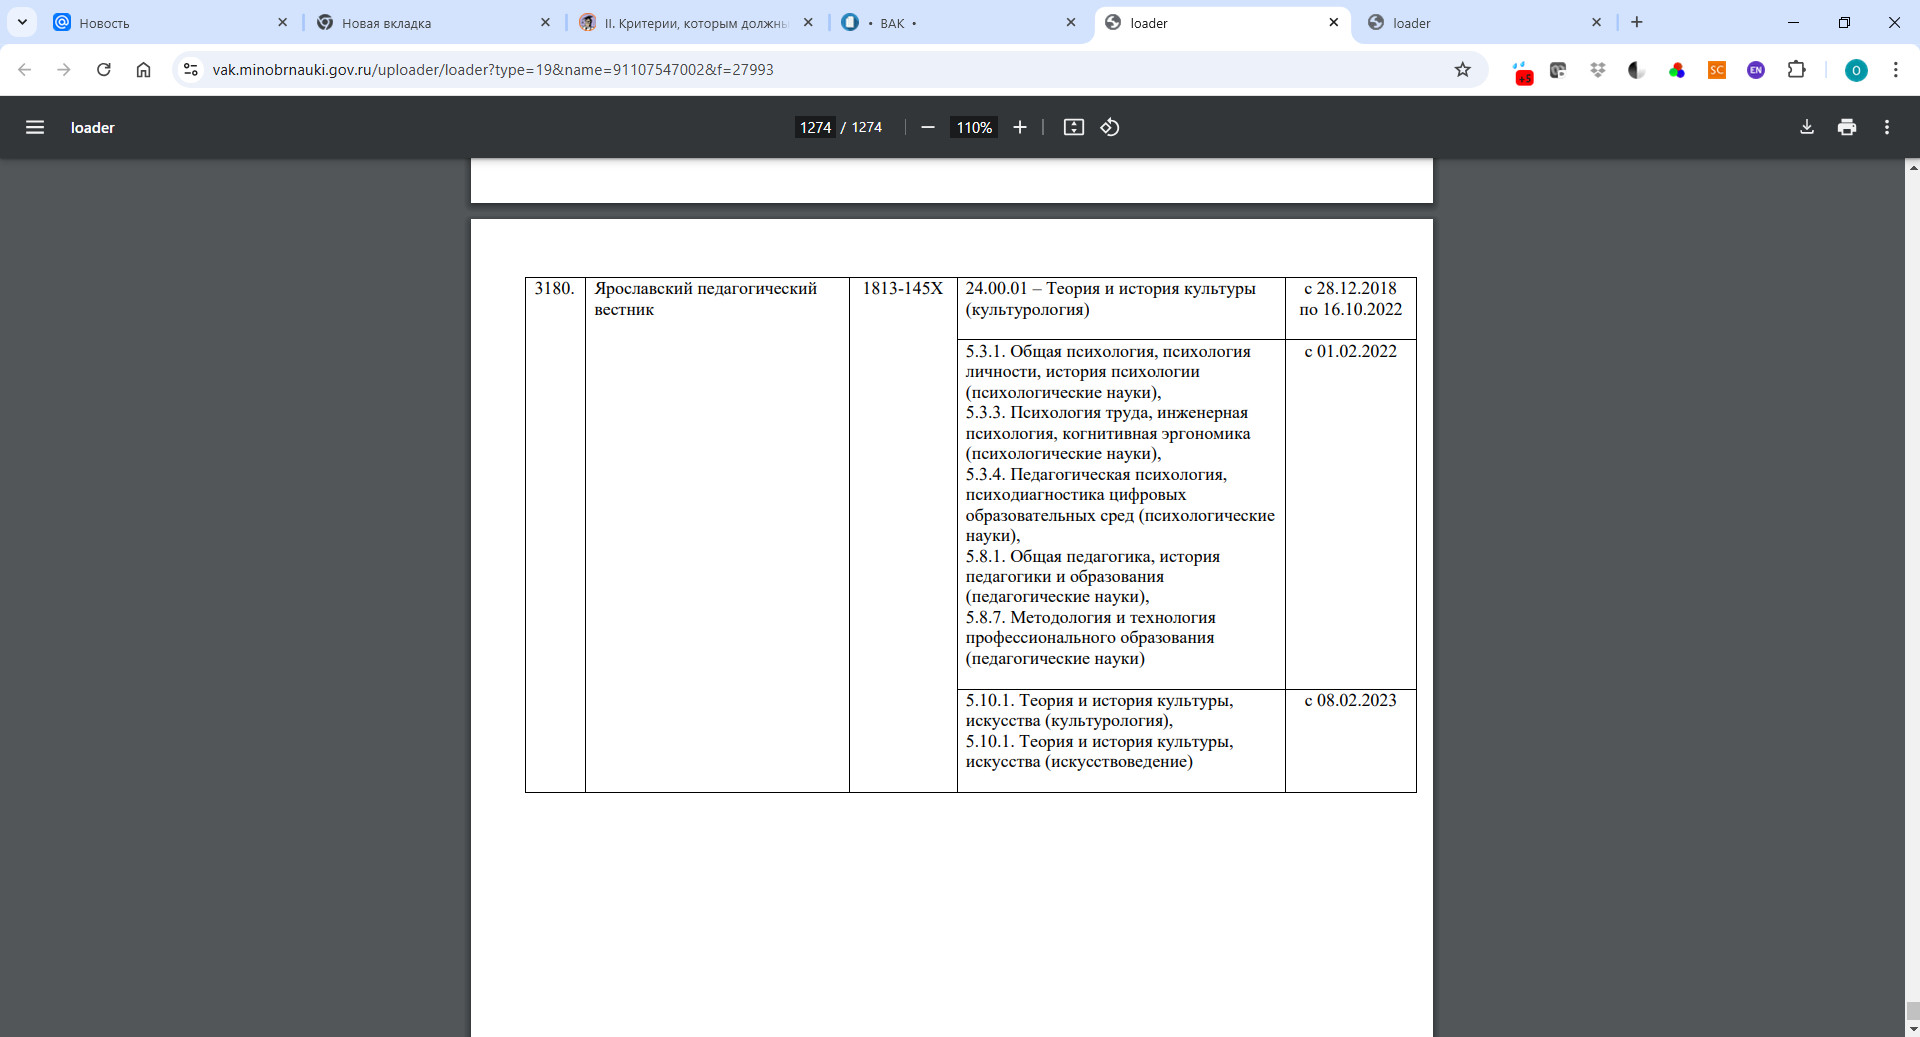 Новость
Новая вкладка
II. Критерии, которым должны
• ВАК •
loader
loader
vak.minobrnauki.gov.ru/uploader/loader?type=19&name=91107547002&f=27993
+5
SC
EN
O
loader
1274 / 1274
110%
3180.
Ярославский педагогический
вестник
1813-145X
24.00.01 – Теория и история культуры
(культурология)
с 28.12.2018
по 16.10.2022
5.3.1. Общая психология, психология
личности, история психологии
(психологические науки),
5.3.3. Психология труда, инженерная
психология, когнитивная эргономика
(психологические науки),
5.3.4. Педагогическая психология,
психодиагностика цифровых
образовательных сред (психологические
науки),
5.8.1. Общая педагогика, история
педагогики и образования
(педагогические науки),
5.8.7. Методология и технология
профессионального образования
(педагогические науки)
с 01.02.2022
5.10.1. Теория и история культуры,
искусства (культурология),
5.10.1. Теория и история культуры,
искусства (искусствоведение)
с 08.02.2023